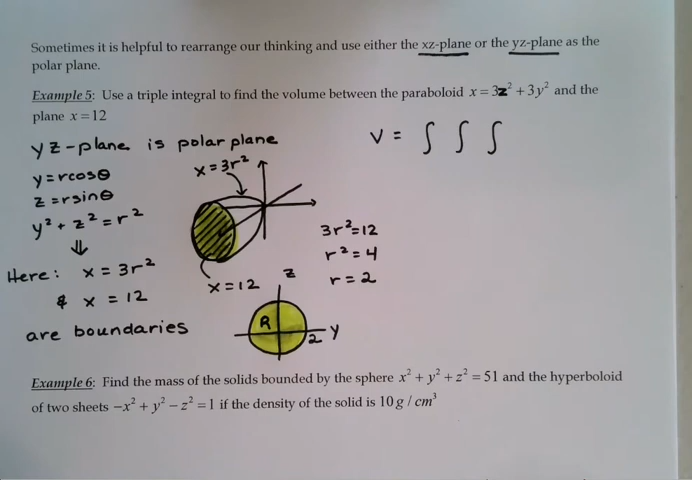 Sometimes it is helpful to rearrange our thinking and use either the xz-plane or the yz-plane as the
polar plane.
Example 5: Use a triple integral to find the volume between the paraboloid x = 3z² + 3y² and the
plane x = 12
yz-plane is polar plane
V = ∫ ∫ ∫
y = rcosθ
z = rsinθ
y² + z² = r²
⇓
Here: x = 3r²
& x = 12
are boundaries
x = 3r²
x = 12
3r² = 12
r² = 4
r = 2
z
R
2
y
Example 6: Find the mass of the solids bounded by the sphere x² + y² + z² = 51 and the hyperboloid
of two sheets −x² + y² − z² = 1 if the density of the solid is 10 g / cm³